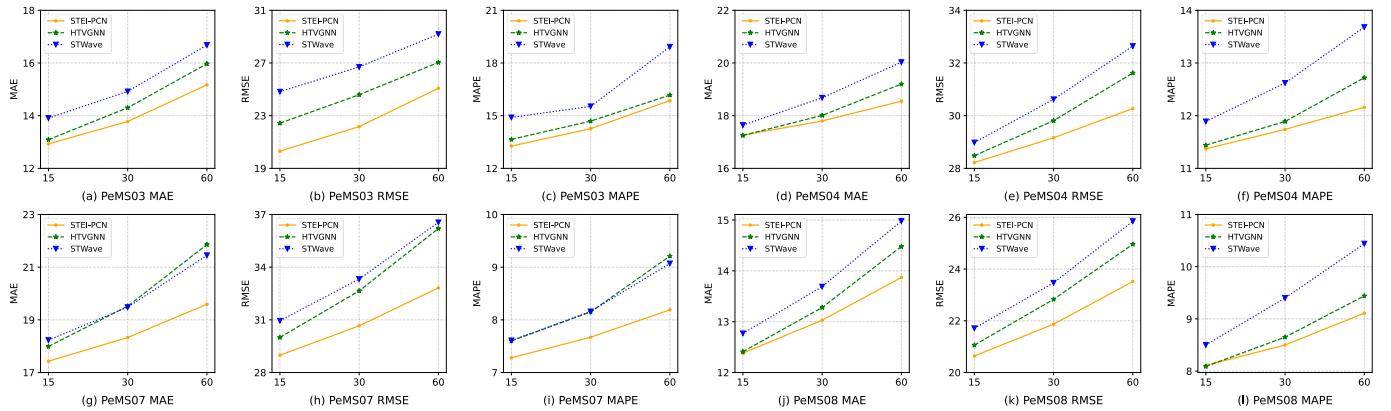 18
16
14
12
MAE
STEI-PCN
HTVGNN
STWave
15 30 60
(a) PeMS03 MAE
31
27
23
19
RMSE
STEI-PCN
HTVGNN
STWave
15 30 60
(b) PeMS03 RMSE
21
18
15
12
MAPE
STEI-PCN
HTVGNN
STWave
15 30 60
(c) PeMS03 MAPE
22
20
18
16
MAE
STEI-PCN
HTVGNN
STWave
15 30 60
(d) PeMS04 MAE
34
32
30
28
RMSE
STEI-PCN
HTVGNN
STWave
15 30 60
(e) PeMS04 RMSE
14
13
12
11
MAPE
STEI-PCN
HTVGNN
STWave
15 30 60
(f) PeMS04 MAPE
23
21
19
17
MAE
STEI-PCN
HTVGNN
STWave
15 30 60
(g) PeMS07 MAE
37
34
31
28
RMSE
STEI-PCN
HTVGNN
STWave
15 30 60
(h) PeMS07 RMSE
10
9
8
7
MAPE
STEI-PCN
HTVGNN
STWave
15 30 60
(i) PeMS07 MAPE
15
14
13
12
MAE
STEI-PCN
HTVGNN
STWave
15 30 60
(j) PeMS08 MAE
26
24
22
20
RMSE
STEI-PCN
HTVGNN
STWave
15 30 60
(k) PeMS08 RMSE
11
10
9
8
MAPE
STEI-PCN
HTVGNN
STWave
15 30 60
(l) PeMS08 MAPE